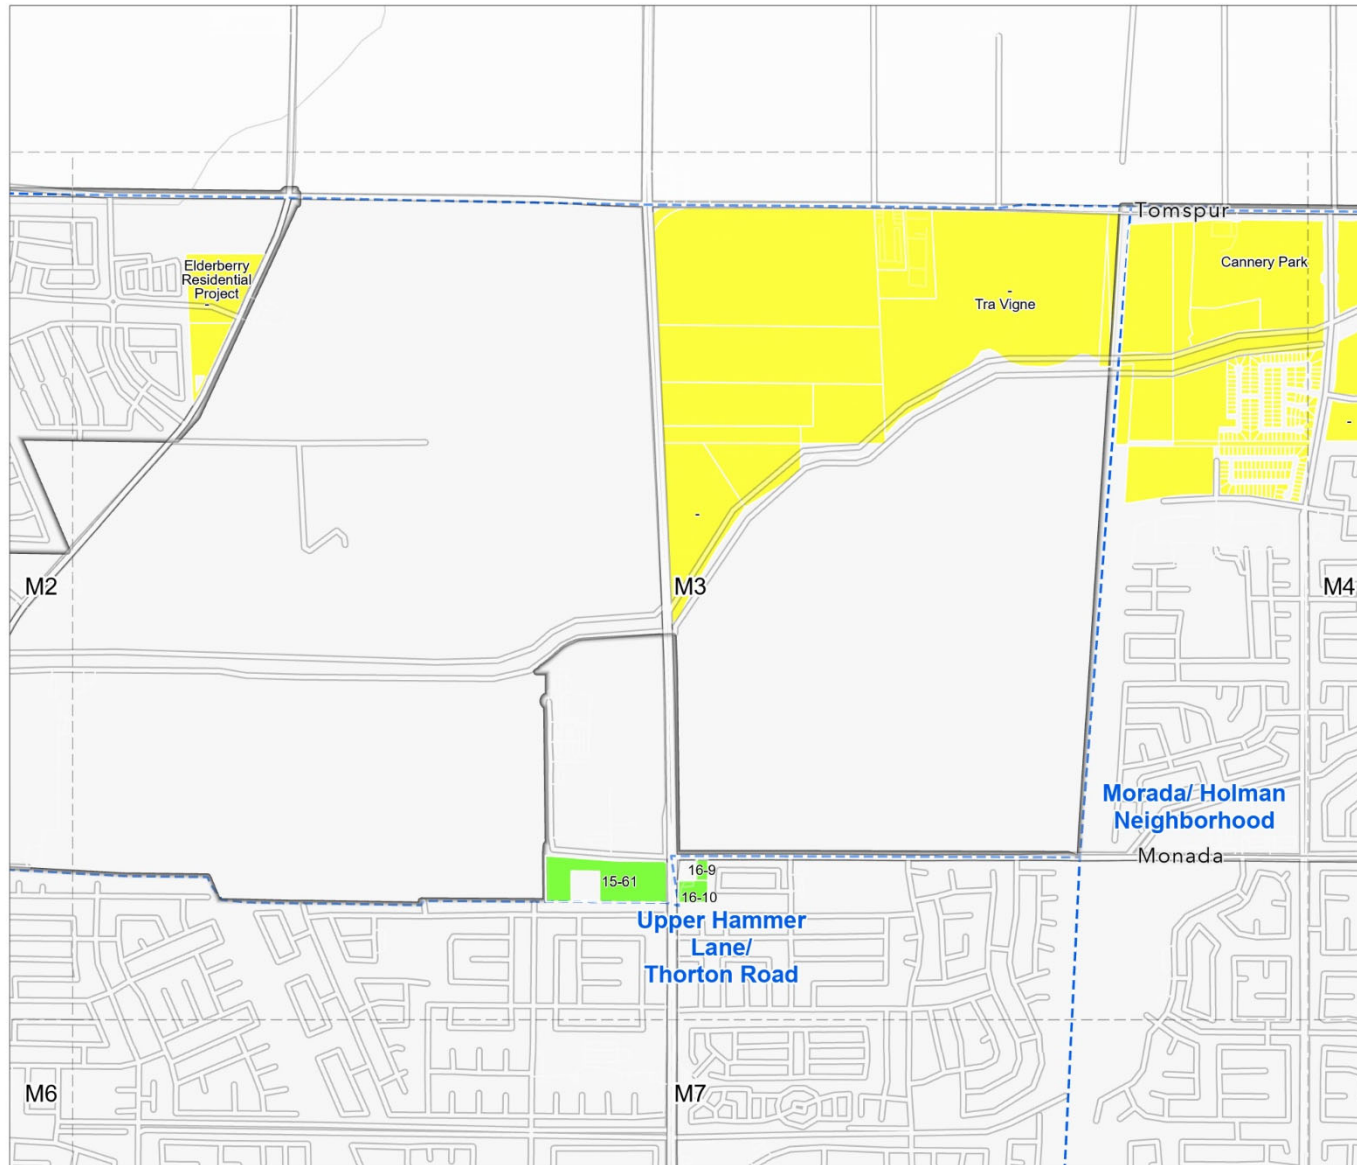 Tomspur
Elderberry
Residential
Project
-
Cannery Park
-
Tra Vigne
-
-
M2
M3
M4
Morada/ Holman
Neighborhood
Monada
15-61
16-9
16-10
Upper Hammer
Lane/
Thorton Road
M6
M7